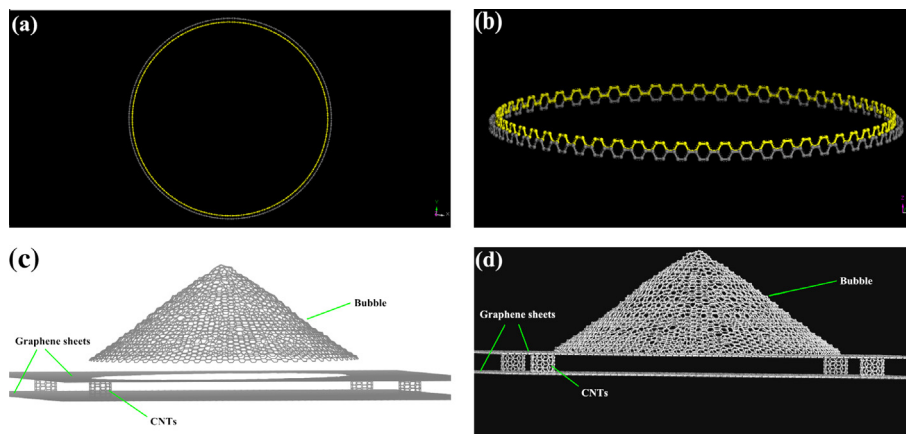 (a)
(b)
(c)
Bubble
Graphene sheets
CNTs
(d)
Bubble
Graphene sheets
CNTs